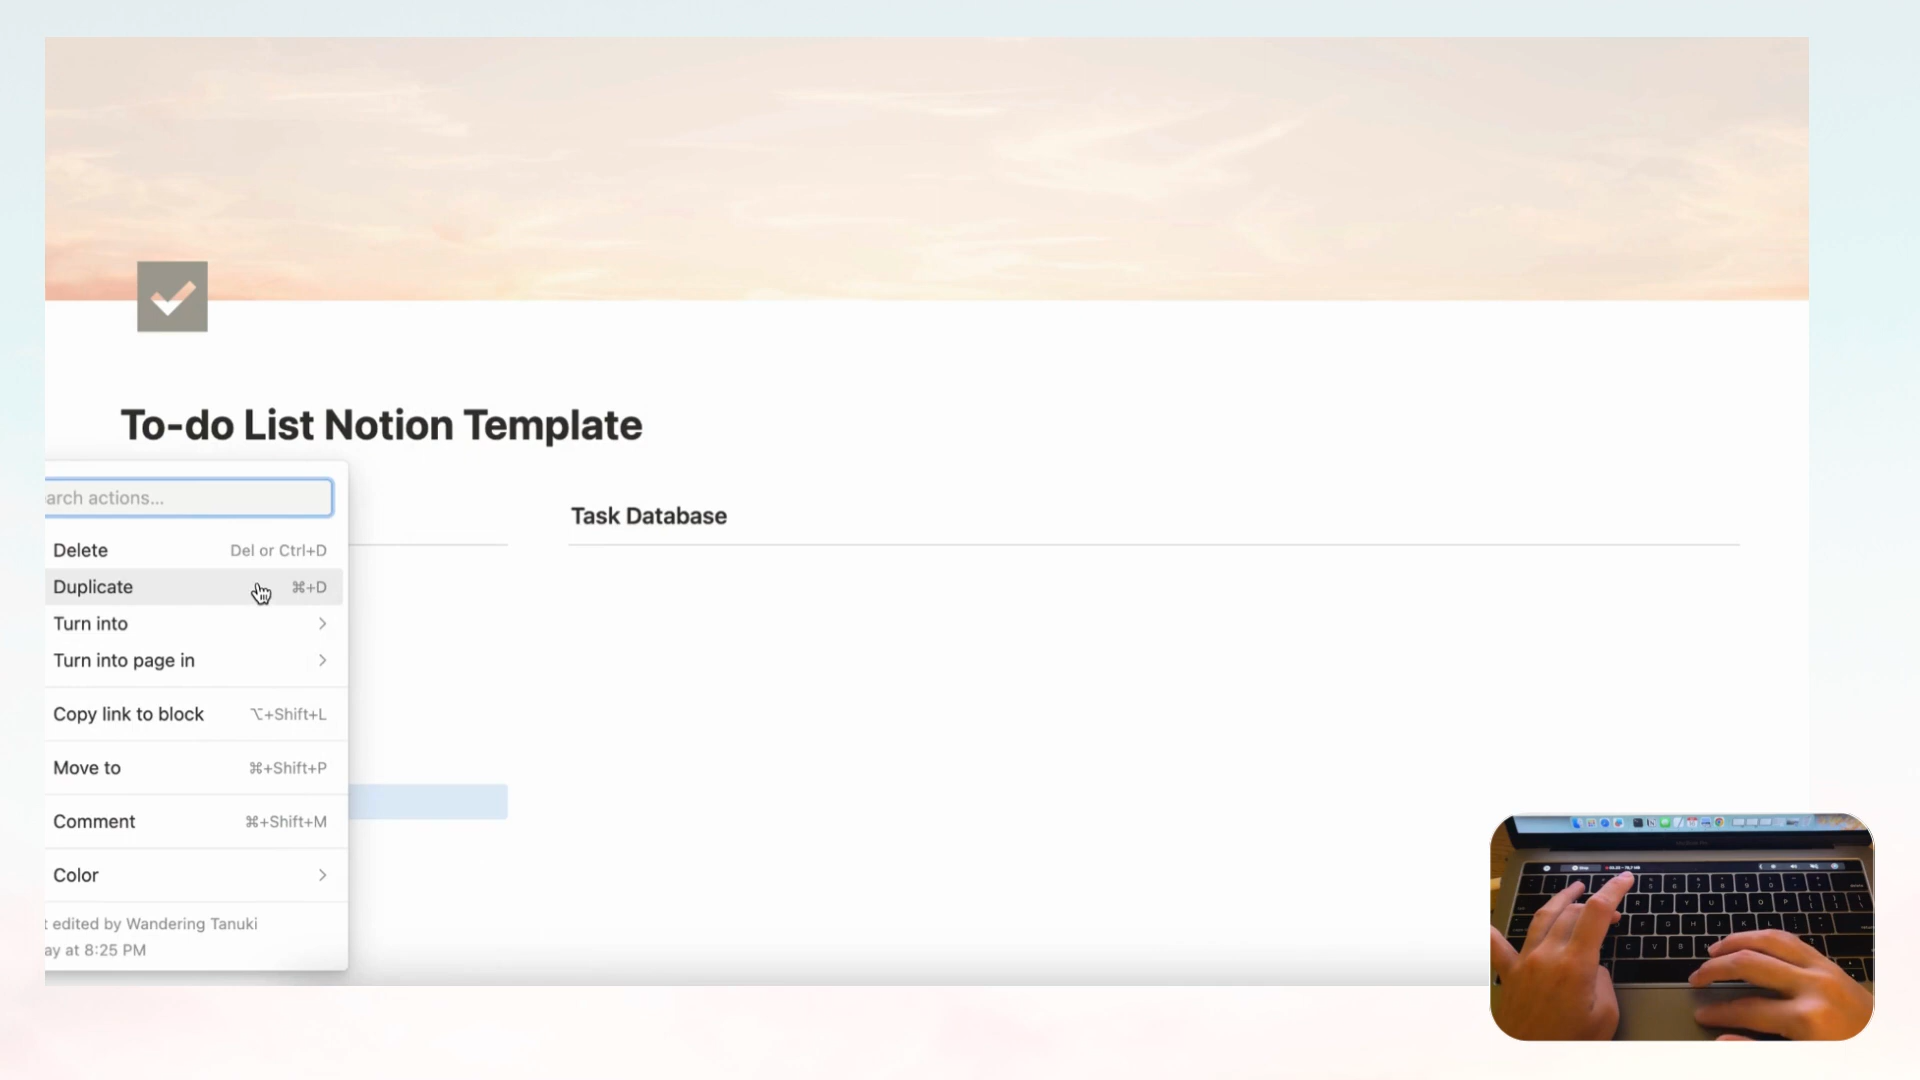 To-do List Notion Template
arch actions...
Task Database
Delete Del or Ctrl+D
Duplicate ⌘+D
Turn into
Turn into page in
Copy link to block ⌥+Shift+L
Move to ⌘+Shift+P
Comment ⌘+Shift+M
Color
t edited by Wandering Tanuki
ay at 8:25 PM